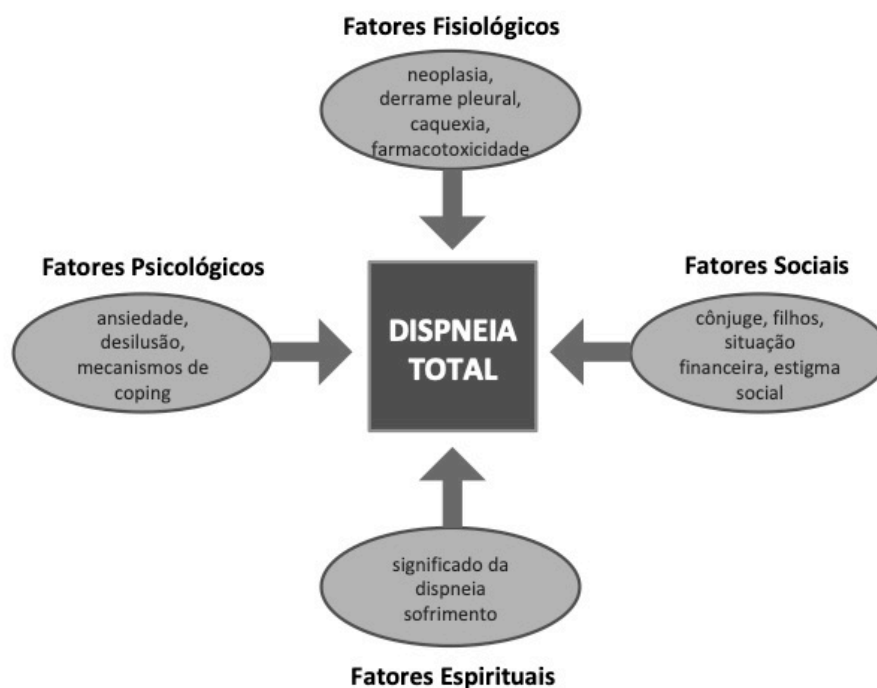 Fatores Fisiológicos
neoplasia,
derrame pleural,
caquexia,
farmacotoxicidade
Fatores Psicológicos
ansiedade,
desilusão,
mecanismos de
coping
DISPNEIA
TOTAL
Fatores Sociais
cônjuge, filhos,
situação
financeira, estigma
social
significado da
dispneia
sofrimento
Fatores Espirituais